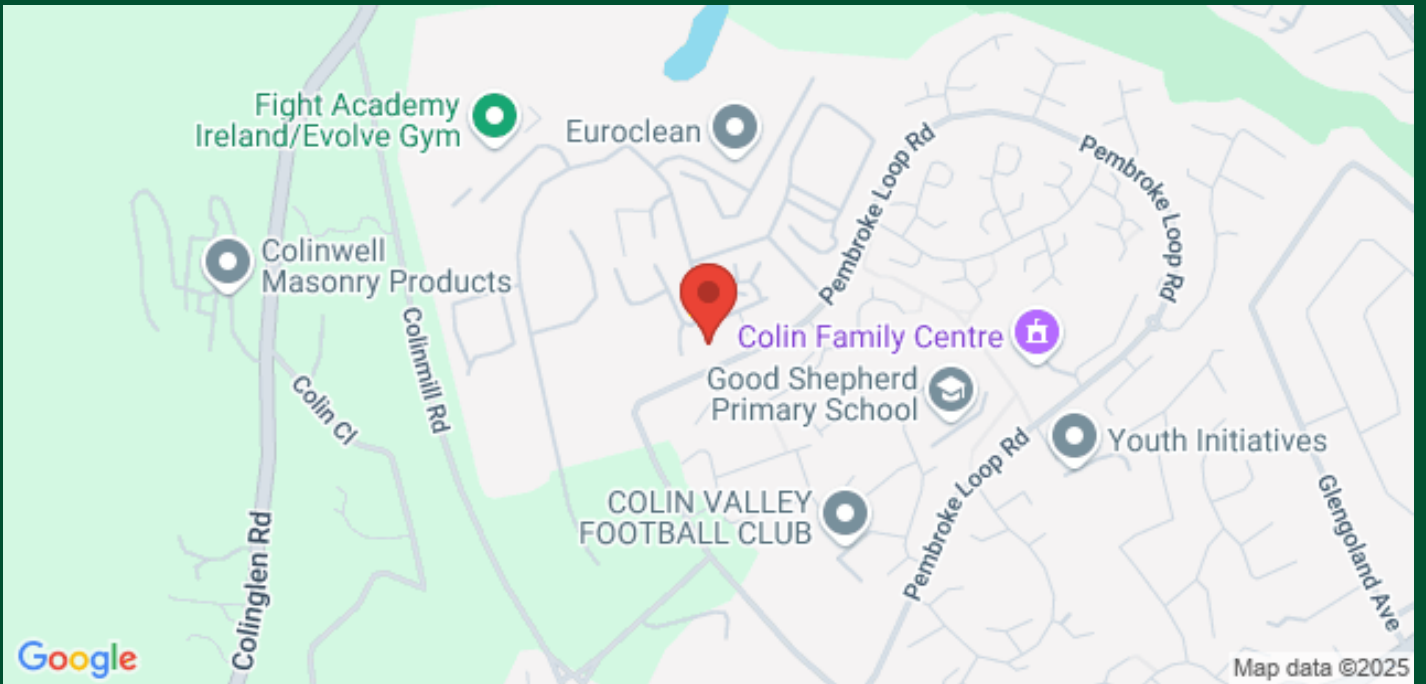 Fight Academy
Ireland/Evolve Gym
Euroclean
Pembroke Loop Rd
Pembroke Loop Rd
Colinwell
Masonry Products
Colinmill Rd
Colin Family Centre
Good Shepherd
Primary School
Colin Cl
Youth Initiatives
COLIN VALLEY
FOOTBALL CLUB
Pembroke Loop Rd
Glengoland Ave
Colinglen Rd
Google
Map data ©2025